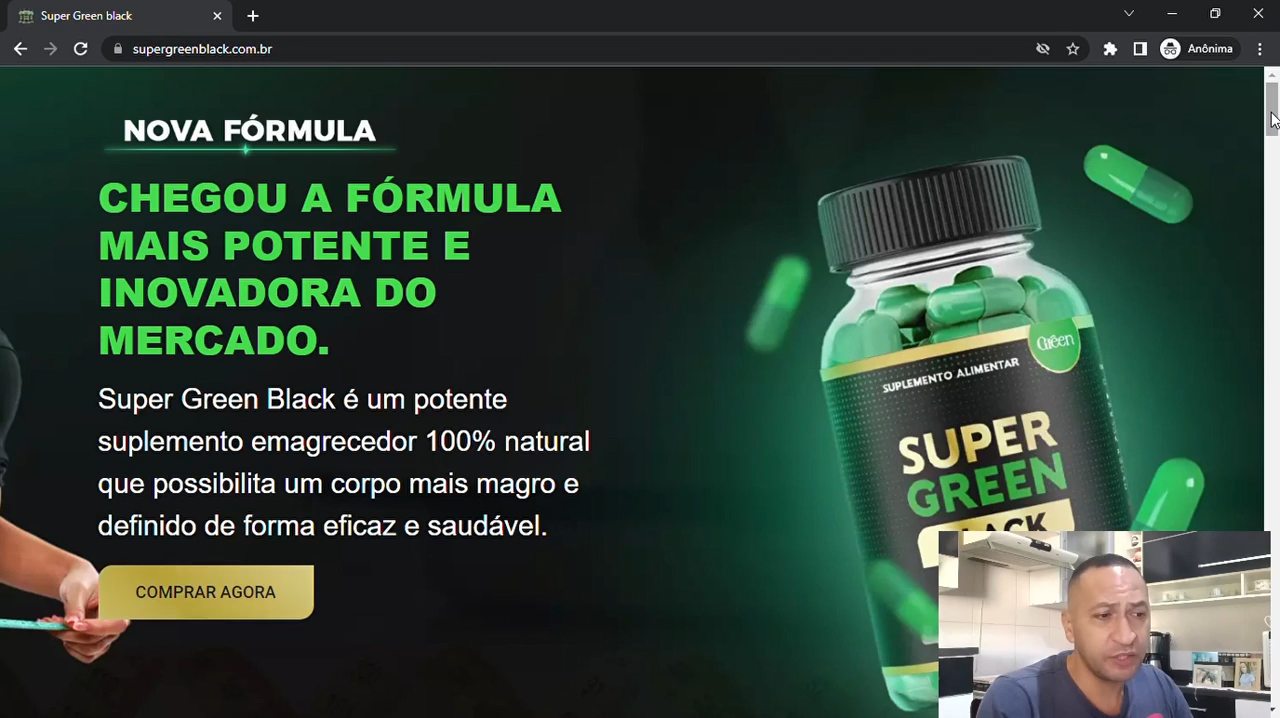 Super Green black
supergreenblack.com.br
Anônima
NOVA FÓRMULA
CHEGOU A FÓRMULA
MAIS POTENTE E
INOVADORA DO
MERCADO.
Super Green Black é um potente
suplemento emagrecedor 100% natural
que possibilita um corpo mais magro e
definido de forma eficaz e saudável.
COMPRAR AGORA
Green
SUPLEMENTO ALIMENTAR
SUPER
GREEN
BLACK